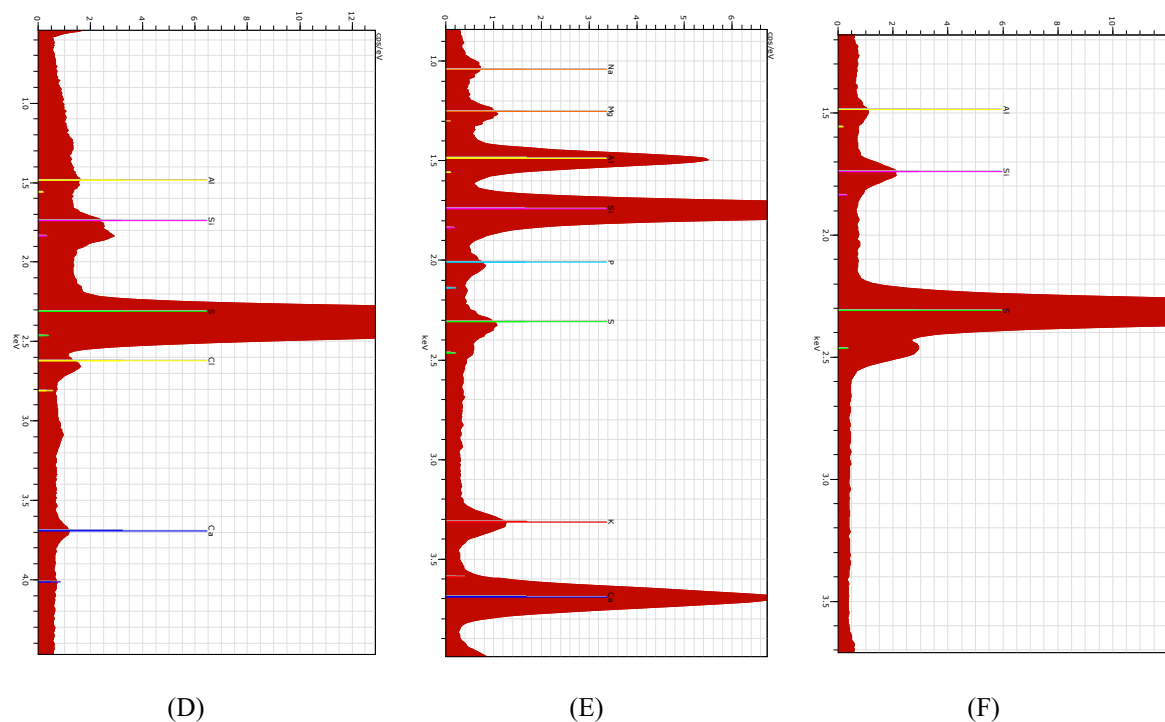 0 2 4 6 8 10 12
cps/eV
1.0
1.5
2.0
2.5
3.0
3.5
4.0
keV
Al
Si
S
Cl
Ca
(D)
0 1 2 3 4 5 6
cps/eV
1.0
1.5
2.0
2.5
3.0
3.5
keV
Na
Mg
Al
Si
P
S
K
Ca
(E)
0 2 4 6 8 10
1.5
2.0
2.5
3.0
3.5
keV
Al
Si
S
(F)